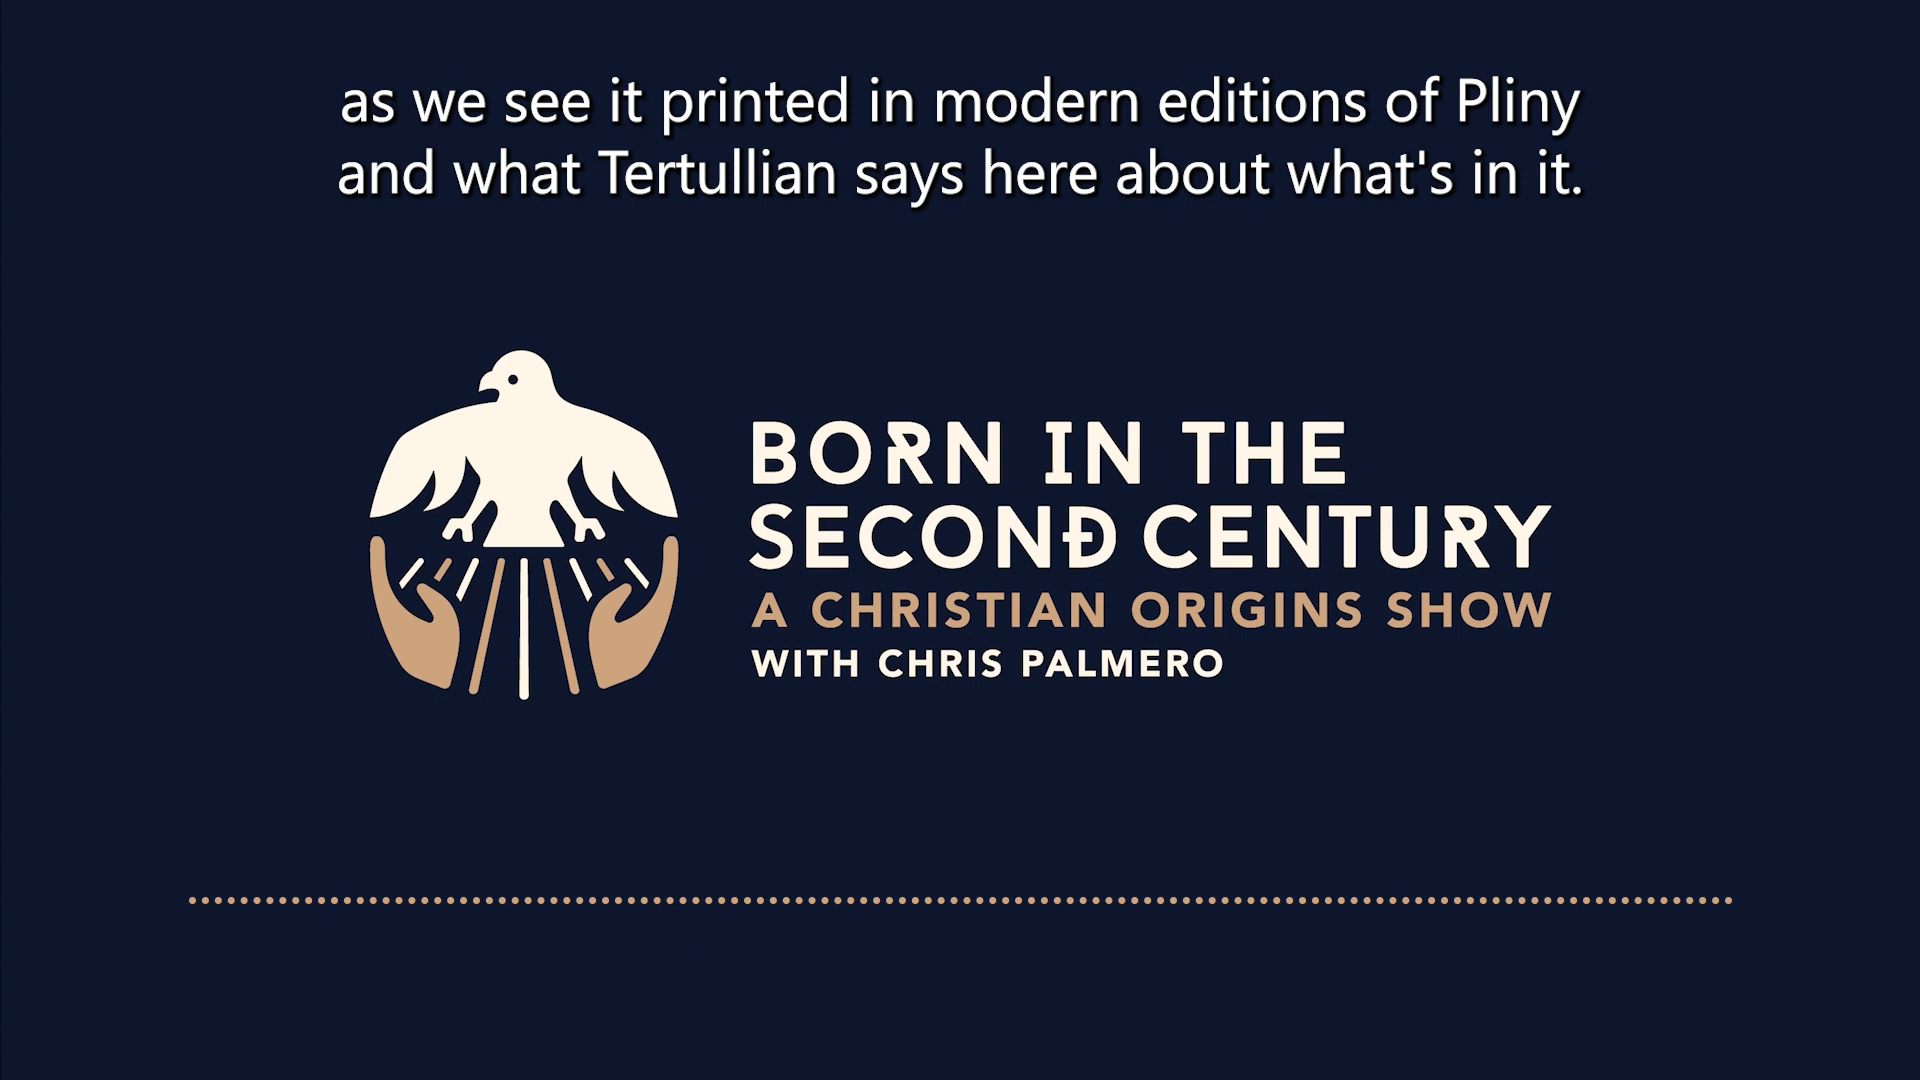 as we see it printed in modern editions of Pliny
and what Tertullian says here about what's in it.
BORN IN THE
SECOND CENTURY
A CHRISTIAN ORIGINS SHOW
WITH CHRIS PALMERO